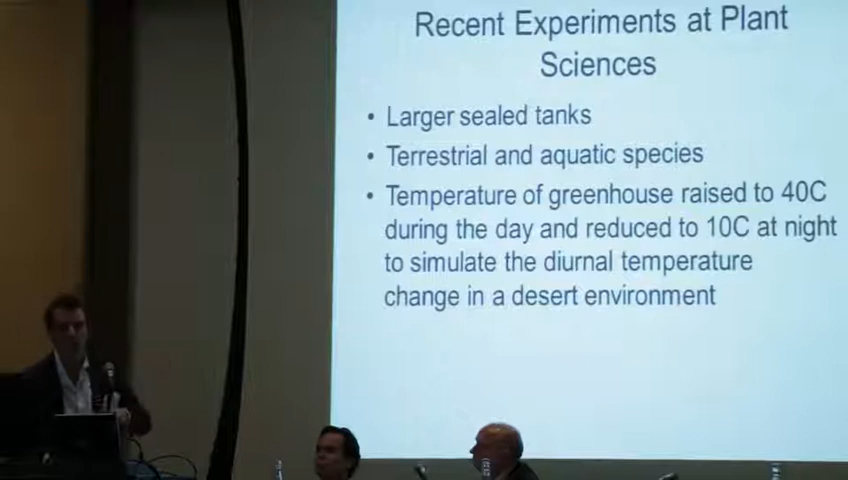 Recent Experiments at Plant
Sciences
• Larger sealed tanks
• Terrestrial and aquatic species
• Temperature of greenhouse raised to 40C
during the day and reduced to 10C at night
to simulate the diurnal temperature
change in a desert environment